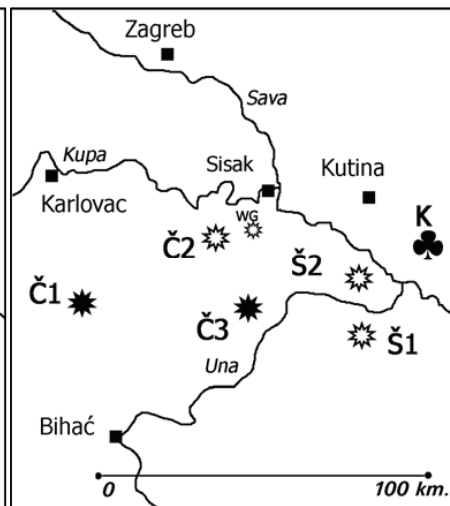 Zagreb
Sava
Kupa
Sisak
Kutina
Karlovac
WG
K
Č2
Š2
Č1
Č3
Š1
Una
Bihać
0 100 km.